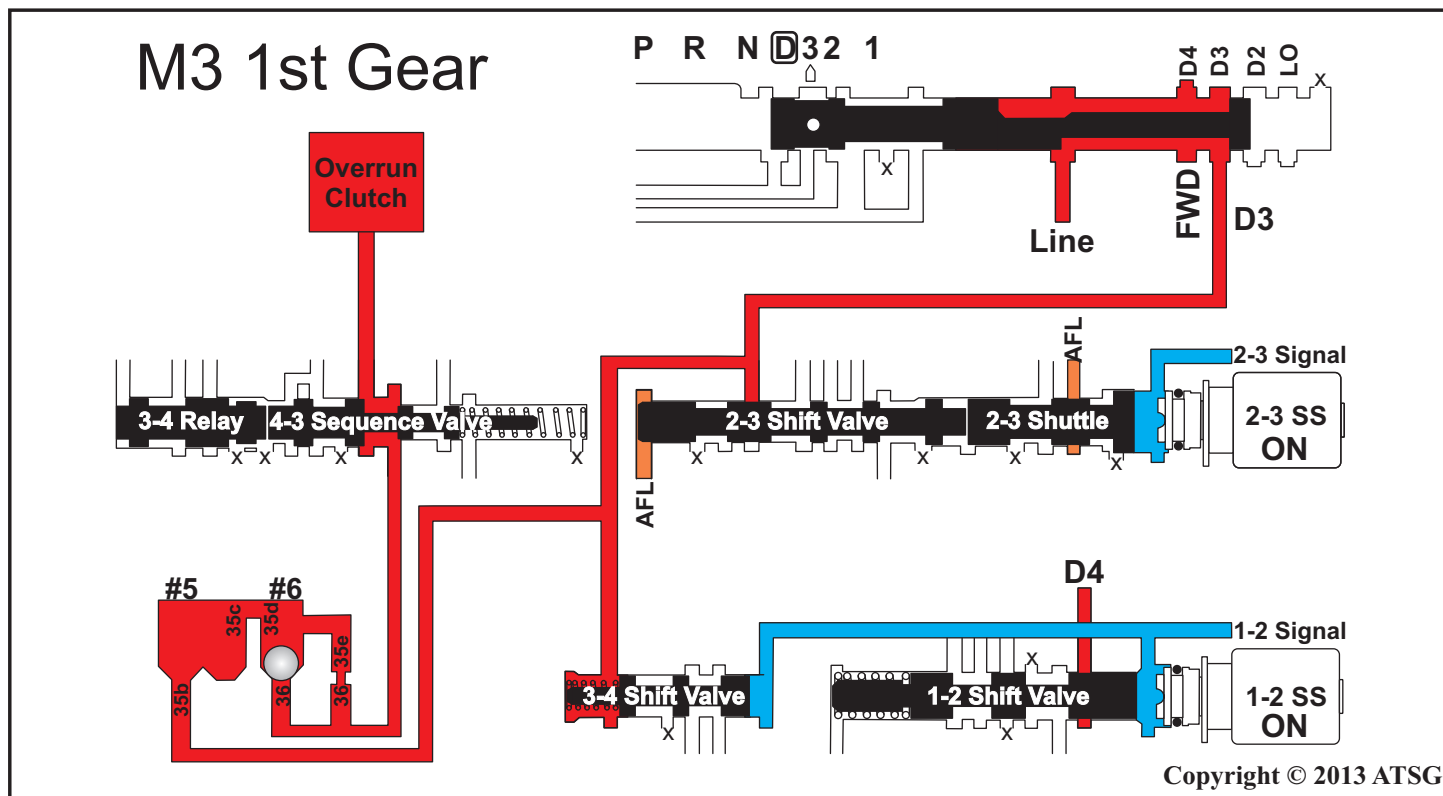 M3 1st Gear
P R N D 3 2 1
D4
D3
D2
LO
x
x
Overrun
Clutch
Line
FWD
D3
AFL
2-3 Signal
3-4 Relay
4-3 Sequence Valve
2-3 Shift Valve
2-3 Shuttle
2-3 SS
ON
x x x x
x x x x
AFL
#5
#6
35c
35d
35e
35b
36
36
D4
1-2 Signal
x
3-4 Shift Valve
1-2 Shift Valve
1-2 SS
ON
x
x
Copyright © 2013 ATSG